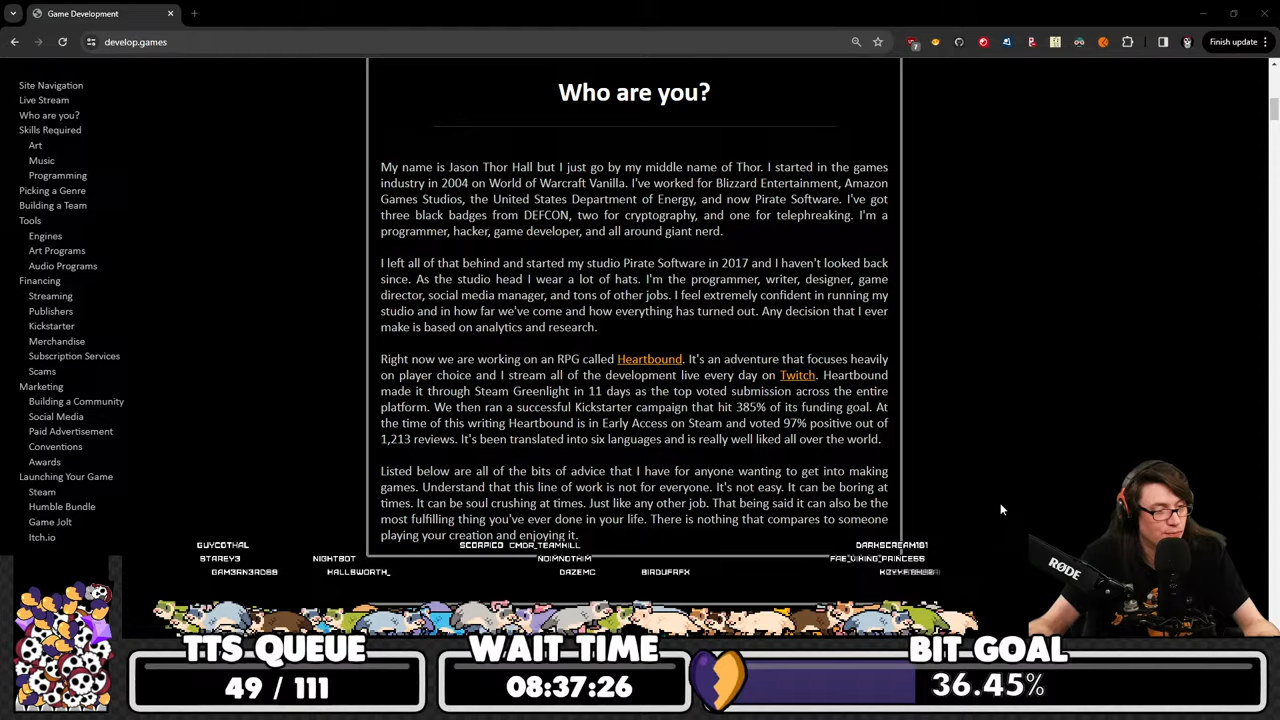 Game Development
develop.games
7
Finish update
Site Navigation
Live Stream
Who are you?
Skills Required
Art
Music
Programming
Picking a Genre
Building a Team
Tools
Engines
Art Programs
Audio Programs
Financing
Streaming
Publishers
Kickstarter
Merchandise
Subscription Services
Scams
Marketing
Building a Community
Social Media
Paid Advertisement
Conventions
Awards
Launching Your Game
Steam
Humble Bundle
Game Jolt
Itch.io
Who are you?
My name is Jason Thor Hall but I just go by my middle name of Thor. I started in the games
industry in 2004 on World of Warcraft Vanilla. I've worked for Blizzard Entertainment, Amazon
Games Studios, the United States Department of Energy, and now Pirate Software. I've got
three black badges from DEFCON, two for cryptography, and one for telephreaking. I'm a
programmer, hacker, game developer, and all around giant nerd.
I left all of that behind and started my studio Pirate Software in 2017 and I haven't looked back
since. As the studio head I wear a lot of hats. I'm the programmer, writer, designer, game
director, social media manager, and tons of other jobs. I feel extremely confident in running my
studio and in how far we've come and how everything has turned out. Any decision that I ever
make is based on analytics and research.
Right now we are working on an RPG called Heartbound. It's an adventure that focuses heavily
on player choice and I stream all of the development live every day on Twitch. Heartbound
made it through Steam Greenlight in 11 days as the top voted submission across the entire
platform. We then ran a successful Kickstarter campaign that hit 385% of its funding goal. At
the time of this writing Heartbound is in Early Access on Steam and voted 97% positive out of
1,213 reviews. It's been translated into six languages and is really well liked all over the world.
Listed below are all of the bits of advice that I have for anyone wanting to get into making
games. Understand that this line of work is not for everyone. It's not easy. It can be boring at
times. It can be soul crushing at times. Just like any other job. That being said it can also be the
most fulfilling thing you've ever done in your life. There is nothing that compares to someone
playing your creation and enjoying it.
GUYCOTHAL SCORPICO CMDR_TEAMHILL DARKSCREAM161
STAREY3 NIGHTBOT NOIMNOTHIM FAE_VIKING_PRINCESS
GAM3RN3RD88 HALLSWORTH_ DAZEMC
RØDE
TTS QUEUE
49 / 111
WAIT TIME
08:37:26
BIT GOAL
36.45%